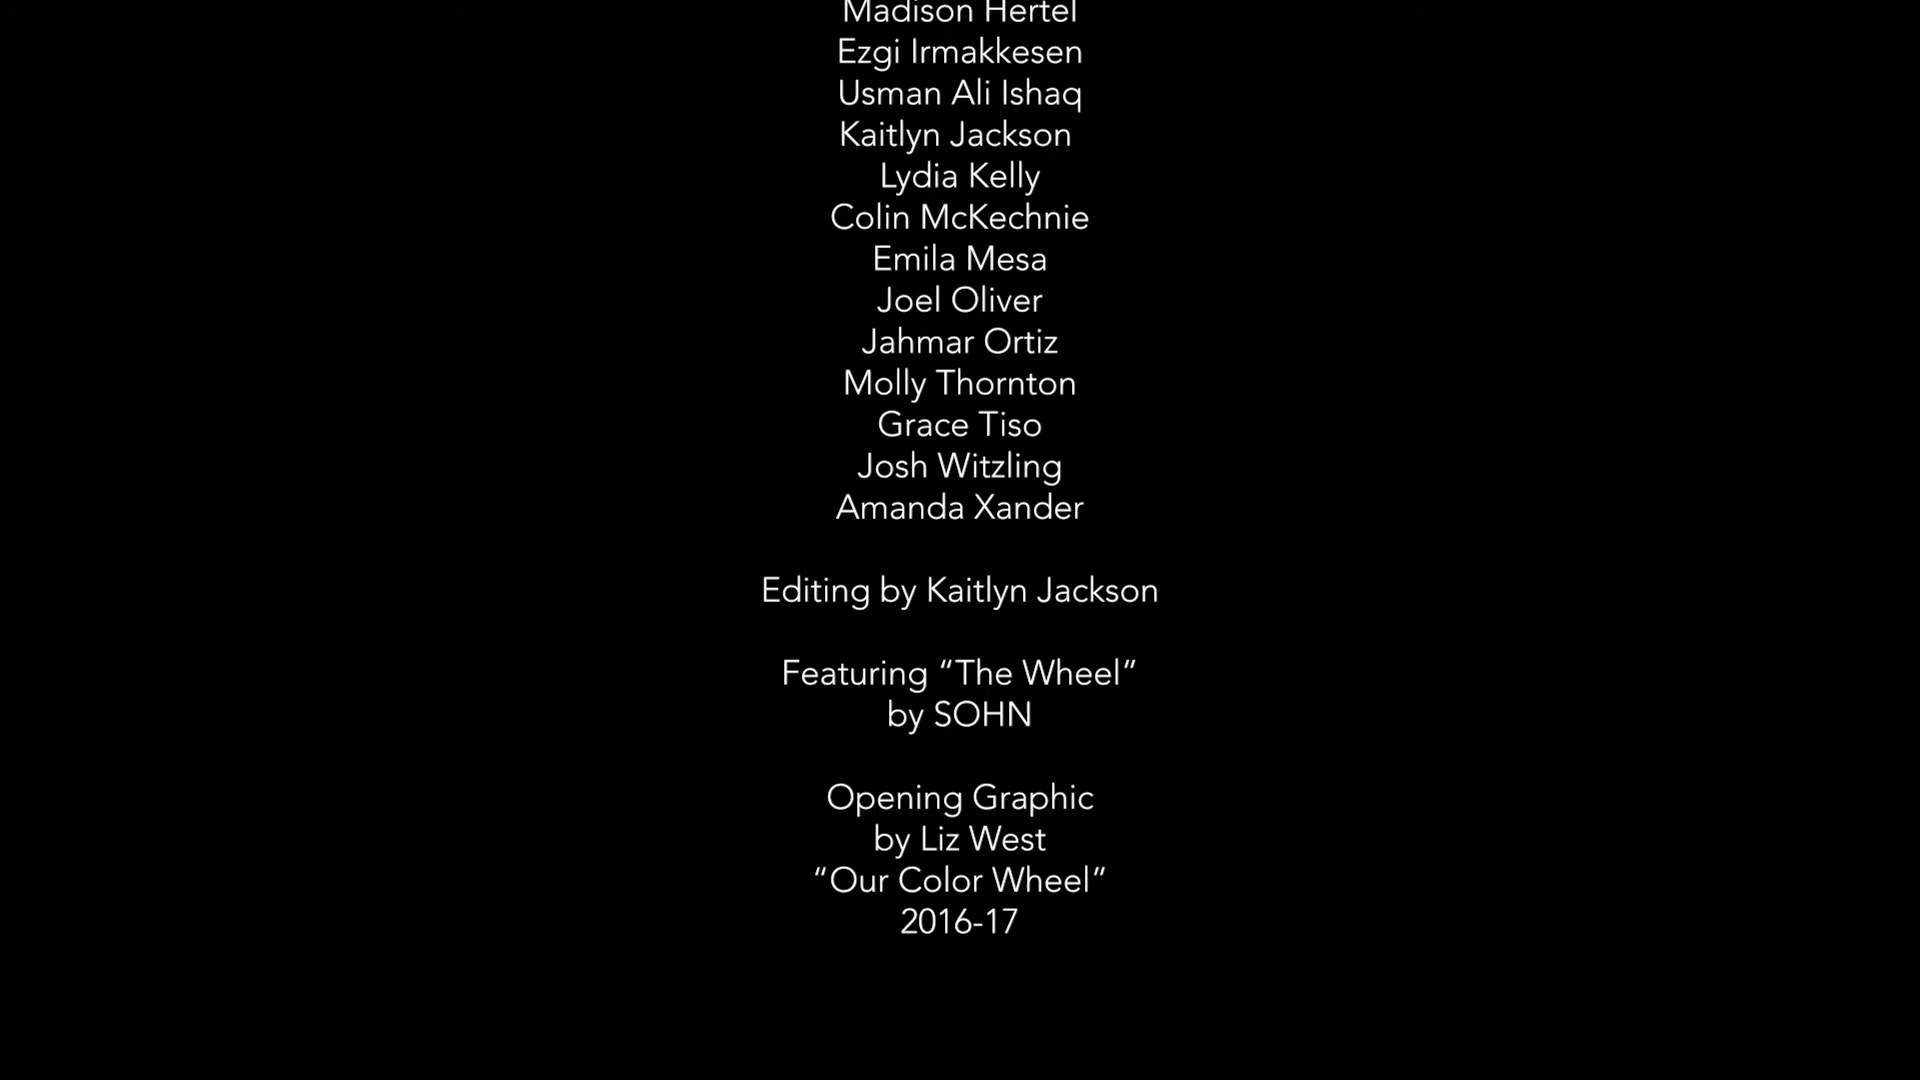 Madison Hertel
Ezgi Irmakkesen
Usman Ali Ishaq
Kaitlyn Jackson
Lydia Kelly
Colin McKechnie
Emila Mesa
Joel Oliver
Jahmar Ortiz
Molly Thornton
Grace Tiso
Josh Witzling
Amanda Xander
Editing by Kaitlyn Jackson
Featuring “The Wheel”
by SOHN
Opening Graphic
by Liz West
“Our Color Wheel”
2016-17